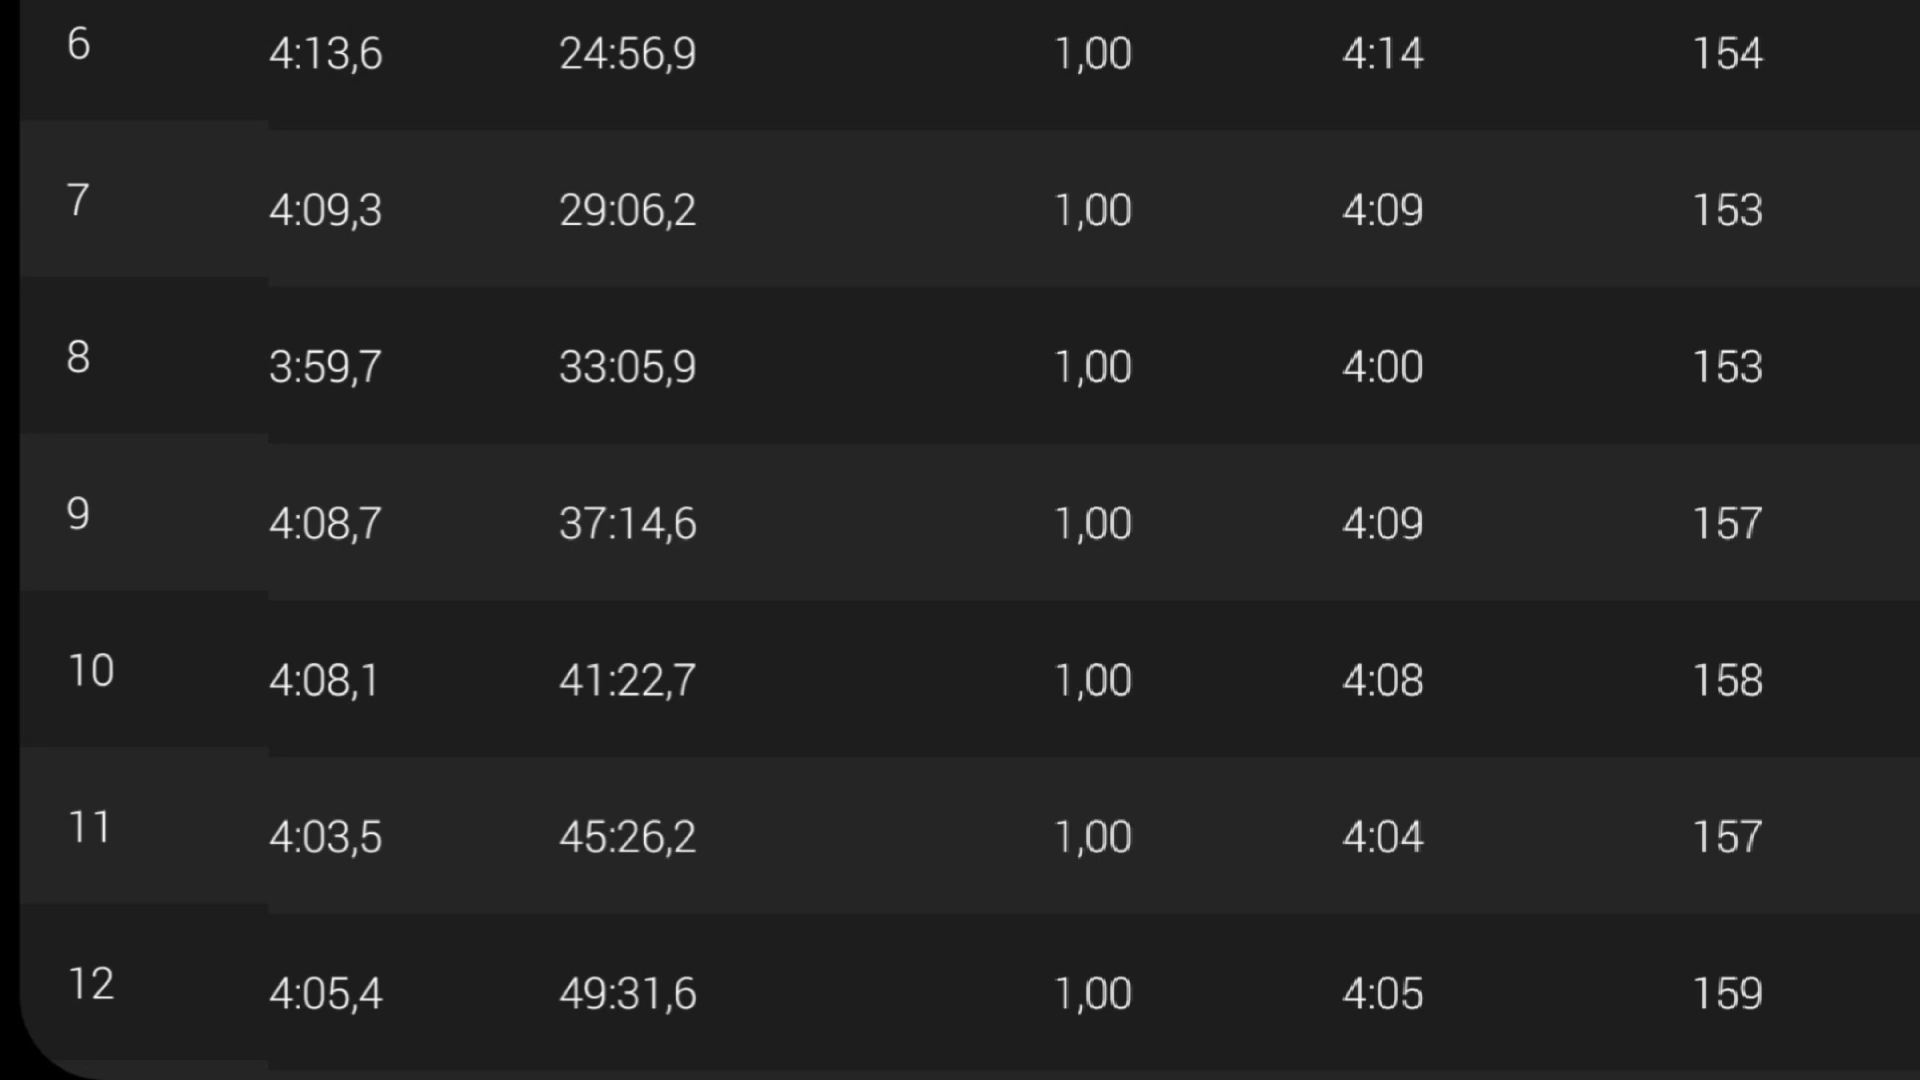 6 4:13,6 24:56,9 1,00 4:14 154
7 4:09,3 29:06,2 1,00 4:09 153
8 3:59,7 33:05,9 1,00 4:00 153
9 4:08,7 37:14,6 1,00 4:09 157
10 4:08,1 41:22,7 1,00 4:08 158
11 4:03,5 45:26,2 1,00 4:04 157
12 4:05,4 49:31,6 1,00 4:05 159